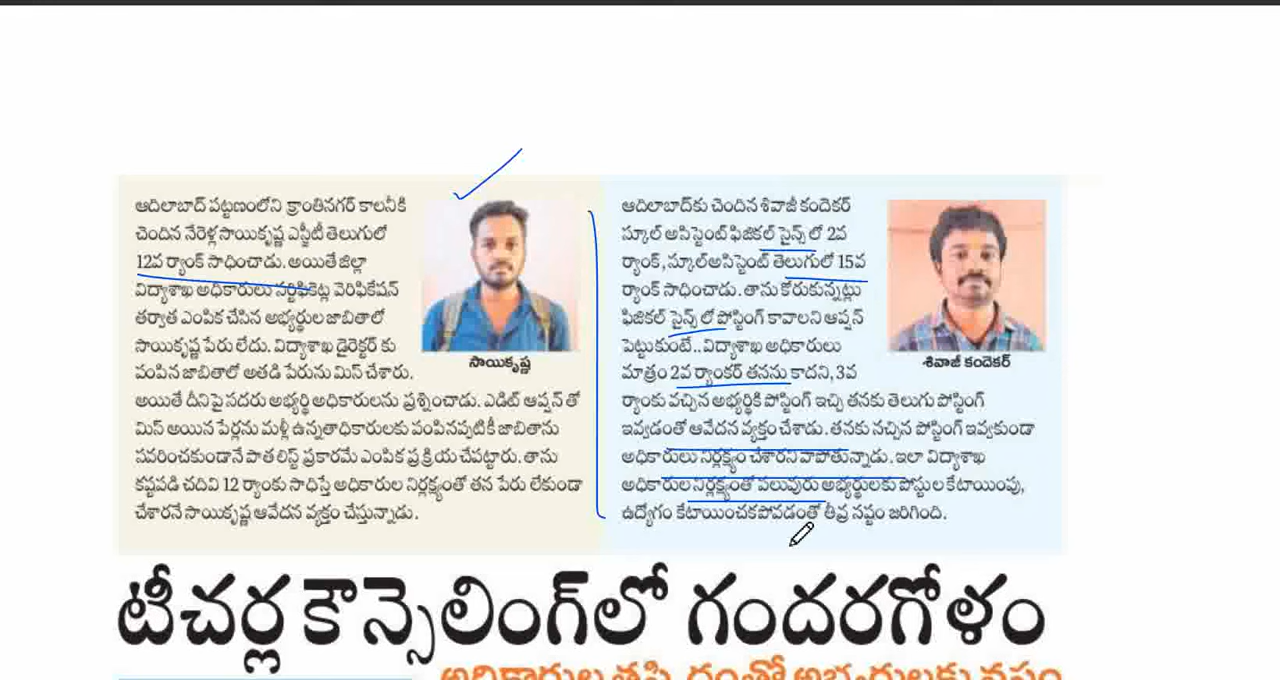 ఆదిలాబాద్ పట్టణంలోని క్రాంతినగర్ కాలనీకి
చెందిన నేరెళ్ల సాయికృష్ణ ఎస్జీటీ తెలుగులో
12వ ర్యాంక్ సాధించాడు. అయితే జిల్లా
విద్యాశాఖ అధికారులు సర్టిఫికెట్ల వెరిఫికేషన్
తర్వాత ఎంపిక చేసిన అభ్యర్థుల జాబితాలో
సాయికృష్ణ పేరు లేదు. విద్యాశాఖ డైరెక్టర్ కు
పంపిన జాబితాలో అతడి పేరును మిస్ చేశారు.
అయితే దీనిపై సదరు అభ్యర్థి అధికారులను ప్రశ్నించాడు. ఎడిట్ ఆప్షన్ తో
మిస్ అయిన పేర్లను మళ్లీ ఉన్నతాధికారులకు పంపినప్పటికీ జాబితాను
సవరించకుండానే పాత లిస్ట్ ప్రకారమే ఎంపిక ప్రక్రియ చేపట్టారు. తాను
కష్టపడి చదివి 12 ర్యాంకు సాధిస్తే అధికారుల నిర్లక్ష్యంతో తన పేరు లేకుండా
చేశారనే సాయికృష్ణ ఆవేదన వ్యక్తం చేస్తున్నాడు.
సాయికృష్ణ
ఆదిలాబాద్‌కు చెందిన శివాజీ కందెకర్
స్కూల్ అసిస్టెంట్ ఫిజికల్ సైన్స్ లో 2వ
ర్యాంక్, స్కూల్ అసిస్టెంట్ తెలుగులో 15వ
ర్యాంక్ సాధించాడు. తాను కోరుకున్నట్లు
ఫిజికల్ సైన్స్ లో పోస్టింగ్ కావాలని ఆప్షన్
పెట్టుకుంటే.. విద్యాశాఖ అధికారులు
మాత్రం 2వ ర్యాంకర్ తనను కాదని, 3వ
ర్యాంకు వచ్చిన అభ్యర్థికి పోస్టింగ్ ఇచ్చి తనకు తెలుగు పోస్టింగ్
ఇవ్వడంతో ఆవేదన వ్యక్తం చేశాడు. తనకు నచ్చిన పోస్టింగ్ ఇవ్వకుండా
అధికారులు నిర్లక్ష్యం చేశారని వాపోతున్నాడు. ఇలా విద్యాశాఖ
అధికారుల నిర్లక్ష్యంతో పలువురు అభ్యర్థులకు పోస్టుల కేటాయింపు,
ఉద్యోగం కేటాయించకపోవడంతో తీవ్ర నష్టం జరిగింది.
శివాజీ కందెకర్
టీచర్ల కౌన్సెలింగ్‌లో గందరగోళం